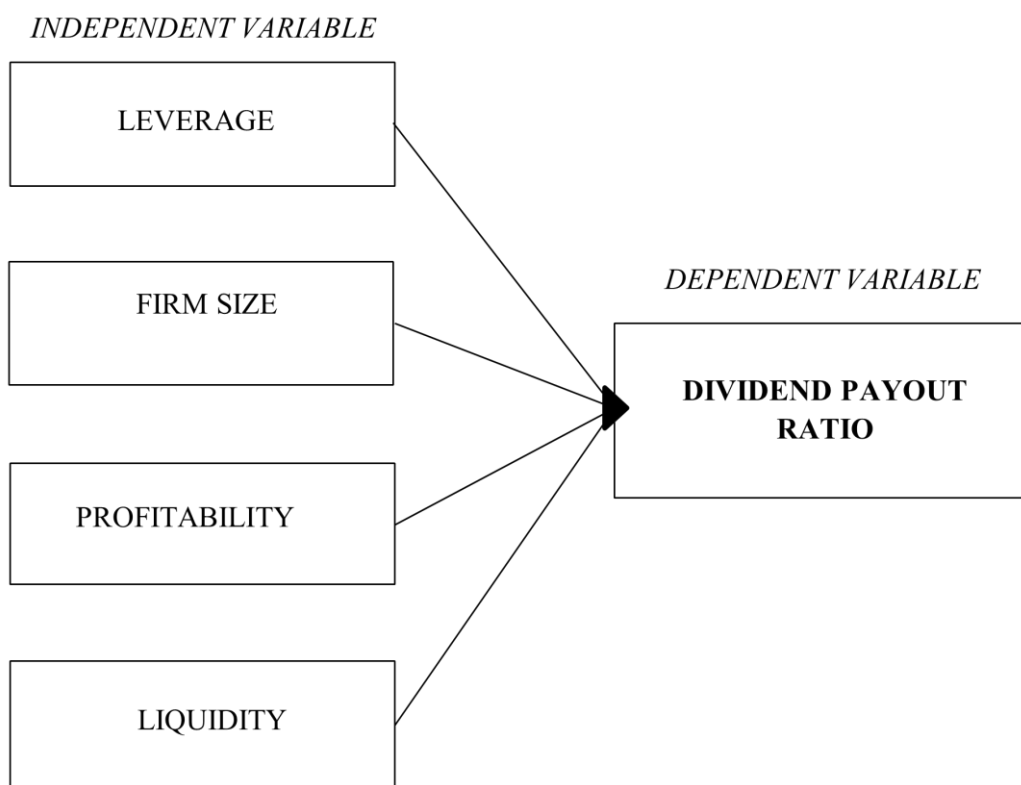 INDEPENDENT VARIABLE
LEVERAGE
FIRM SIZE
DEPENDENT VARIABLE
DIVIDEND PAYOUT
RATIO
PROFITABILITY
LIQUIDITY